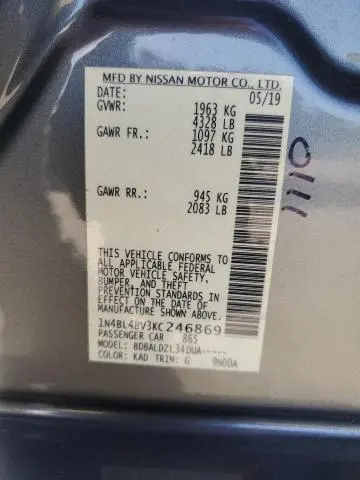 MFD BY NISSAN MOTOR CO., LTD.
DATE: 05/19
GVWR: 1963 KG
4328 LB
GAWR FR.: 1097 KG
2418 LB
GAWR RR.: 945 KG
2083 LB
THIS VEHICLE CONFORMS TO
ALL APPLICABLE FEDERAL
MOTOR VEHICLE SAFETY,
BUMPER, AND THEFT
PREVENTION STANDARDS IN
EFFECT ON THE DATE OF
MANUFACTURE SHOWN ABOVE.
1N4BL4BV3KC246869
PASSENGER CAR 865
MODEL: BDBALDZL34DUA-----
COLOR: KAD TRIM: G 9N00A